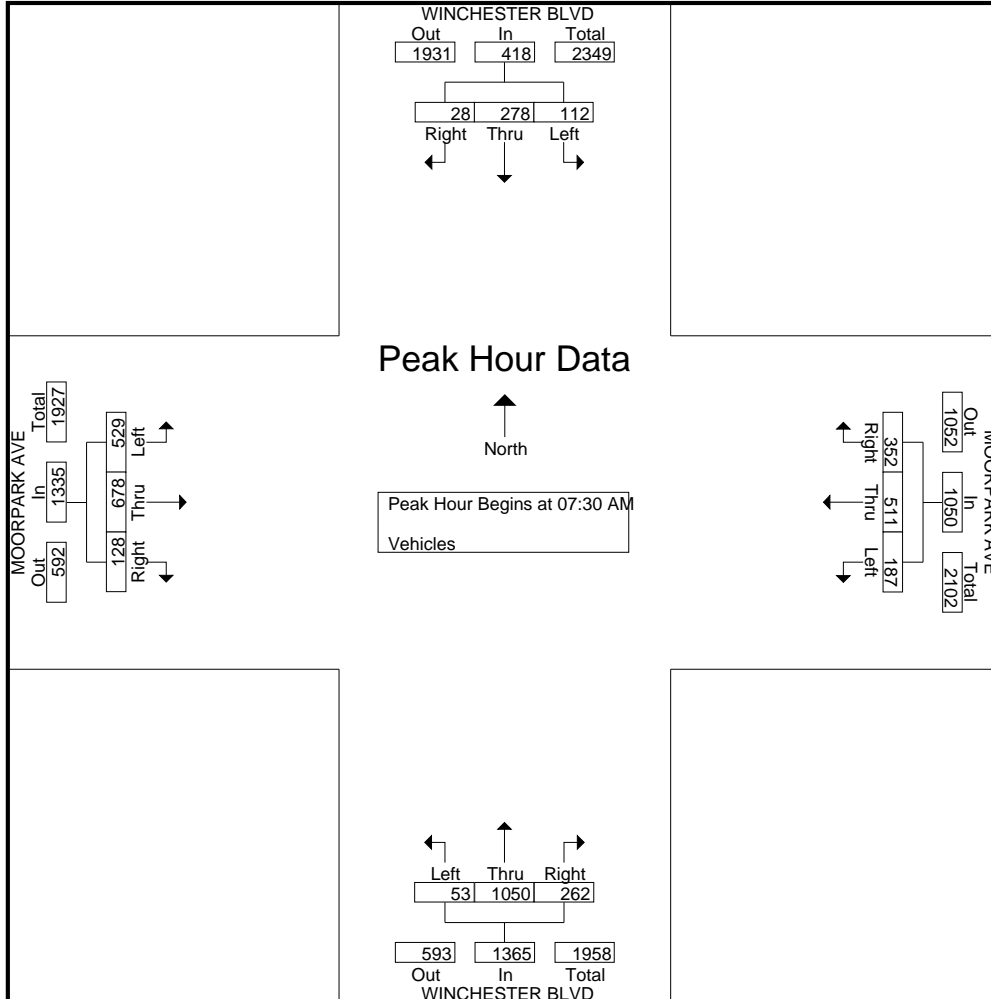 WINCHESTER BLVD
Out In Total
1931 418 2349
28 278 112
Right Thru Left
Peak Hour Data
North
Peak Hour Begins at 07:30 AM
Vehicles
MOORPARK AVE
Total In Out
1927 1335 592
529 678 128
Left Thru Right
MOORPARK AVE
Out In Total
1052 1050 2102
352 511 187
Right Thru Left
Left Thru Right
53 1050 262
593 1365 1958
Out In Total
WINCHESTER BLVD